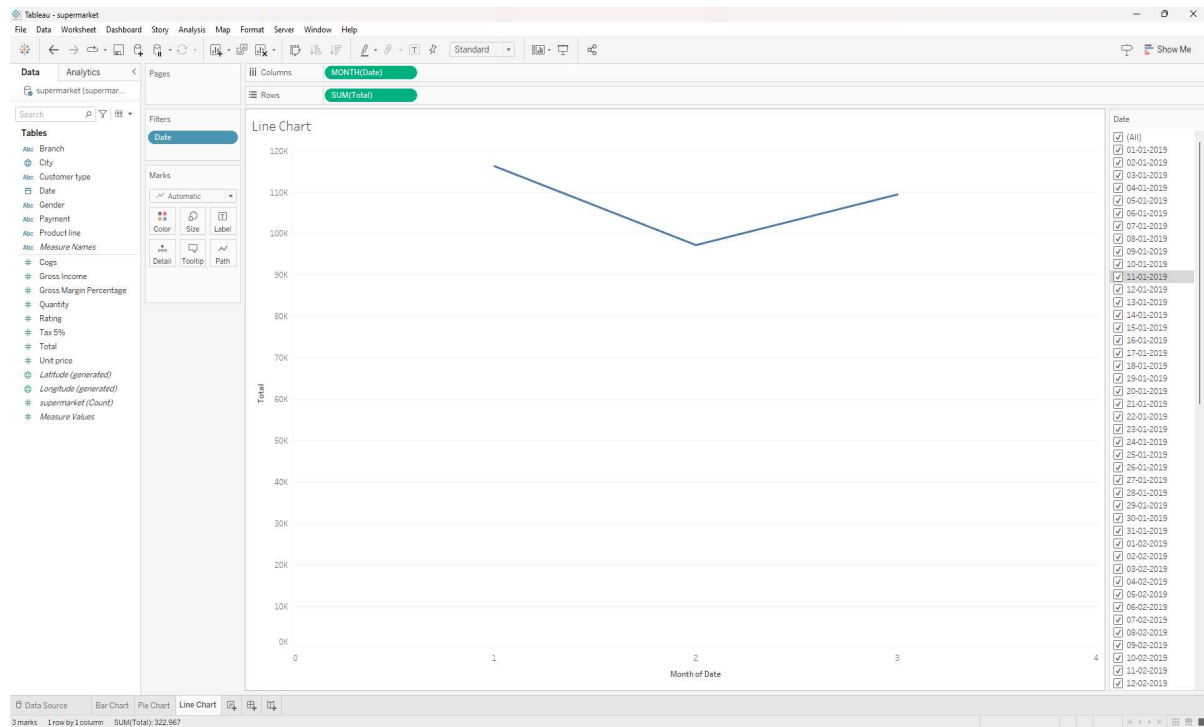 Tableau - supermarket
File Data Worksheet Dashboard Story Analysis Map Format Server Window Help
Standard
Show Me
Data Analytics
supermarket (supermar...
Search
Tables
Abc Branch
City
Abc Customer type
Date
Abc Gender
Abc Payment
Abc Product line
Abc Measure Names
# Cogs
# Gross Income
# Gross Margin Percentage
# Quantity
# Rating
# Tax 5%
# Total
# Unit price
Latitude (generated)
Longitude (generated)
# supermarket (Count)
# Measure Values
Pages
Filters
Date
Marks
Automatic
Color Size Label
Detail Tooltip Path
Columns MONTH(Date)
Rows SUM(Total)
Line Chart
120K
110K
100K
90K
80K
70K
60K
50K
40K
30K
20K
10K
0K
Total
0 1 2 3 4
Month of Date
Date
(All)
01-01-2019
02-01-2019
03-01-2019
04-01-2019
05-01-2019
06-01-2019
07-01-2019
08-01-2019
09-01-2019
10-01-2019
11-01-2019
12-01-2019
13-01-2019
14-01-2019
15-01-2019
16-01-2019
17-01-2019
18-01-2019
19-01-2019
20-01-2019
21-01-2019
22-01-2019
23-01-2019
24-01-2019
25-01-2019
26-01-2019
27-01-2019
28-01-2019
29-01-2019
30-01-2019
31-01-2019
01-02-2019
02-02-2019
03-02-2019
04-02-2019
05-02-2019
06-02-2019
07-02-2019
08-02-2019
09-02-2019
10-02-2019
11-02-2019
12-02-2019
Data Source Bar Chart Pie Chart Line Chart
3 marks 1 row by 1 column SUM(Total): 322,967